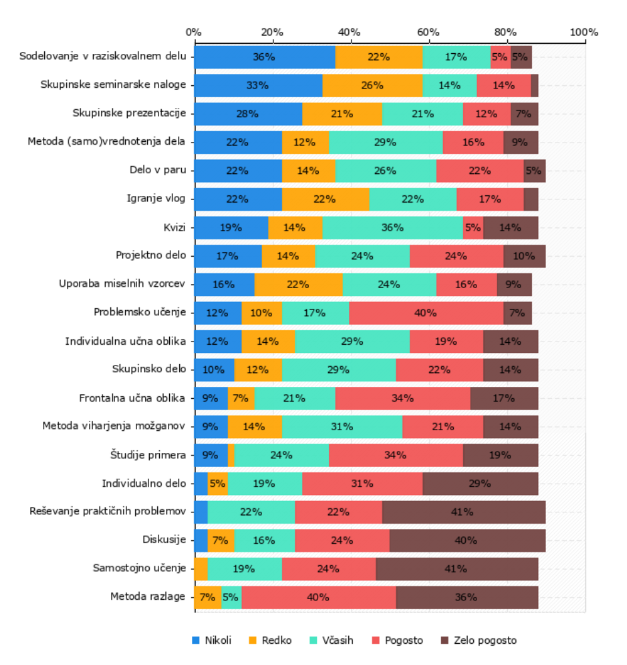 0% 20% 40% 60% 80% 100%
Sodelovanje v raziskovalnem delu 36% 22% 17% 5% 5%
Skupinske seminarske naloge 33% 26% 14% 14%
Skupinske prezentacije 28% 21% 21% 12% 7%
Metoda (samo)vrednotenja dela 22% 12% 29% 16% 9%
Delo v paru 22% 14% 26% 22% 5%
Igranje vlog 22% 22% 22% 17%
Kvizi 19% 14% 36% 5% 14%
Projektno delo 17% 14% 24% 24% 10%
Uporaba miselnih vzorcev 16% 22% 24% 16% 9%
Problemsko učenje 12% 10% 17% 40% 7%
Individualna učna oblika 12% 14% 29% 19% 14%
Skupinsko delo 10% 12% 29% 22% 14%
Frontalna učna oblika 9% 7% 21% 34% 17%
Metoda viharjenja možganov 9% 14% 31% 21% 14%
Študije primera 9% 24% 34% 19%
Individualno delo 5% 19% 31% 29%
Reševanje praktičnih problemov 22% 22% 41%
Diskusije 7% 16% 24% 40%
Samostojno učenje 19% 24% 41%
Metoda razlage 7% 5% 40% 36%
Nikoli Redko Včasih Pogosto Zelo pogosto